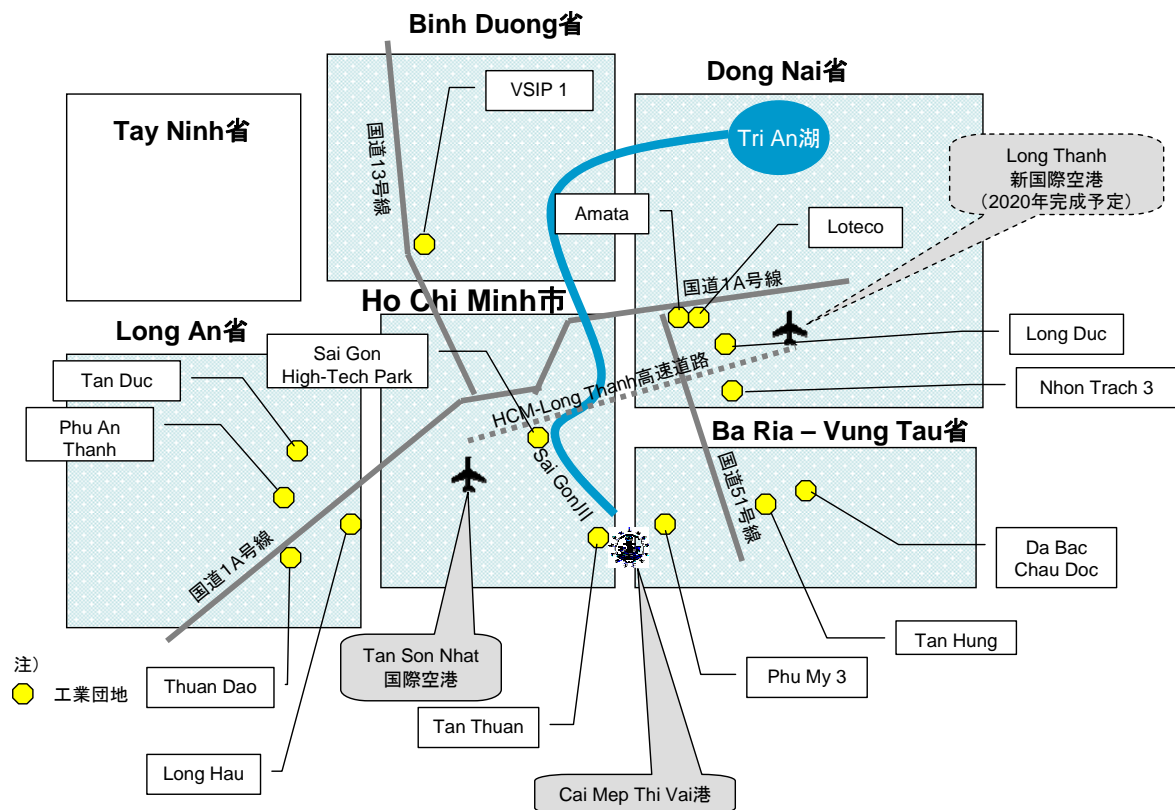 Binh Duong省
Dong Nai省
VSIP 1
Tay Ninh省
国道13号線
Tri An湖
Long Thanh
新国際空港
（2020年完成予定）
Amata
Loteco
国道1A号線
Ho Chi Minh市
Long An省
Sai Gon
High-Tech Park
Long Duc
Tan Duc
HCM-Long Thanh高速道路
Nhon Trach 3
Phu An
Thanh
Ba Ria – Vung Tau省
Sai Gon川
国道51号線
国道1A号線
Da Bac
Chau Doc
Tan Hung
Tan Son Nhat
国際空港
注）
工業団地
Thuan Dao
Phu My 3
Tan Thuan
Long Hau
Cai Mep Thi Vai港